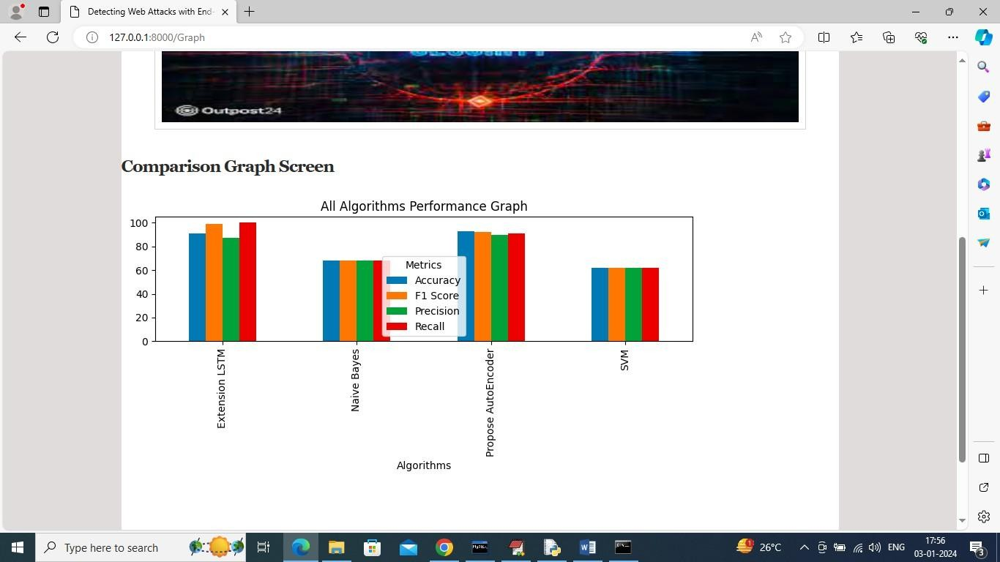 Detecting Web Attacks with End-
127.0.0.1:8000/Graph
SECURITY
Outpost24
Comparison Graph Screen
All Algorithms Performance Graph
100
80
60
40
20
0
Metrics
Accuracy
F1 Score
Precision
Recall
Extension LSTM
Naive Bayes
Propose AutoEncoder
SVM
Algorithms
Type here to search
26°C
ENG
17:56
03-01-2024
3